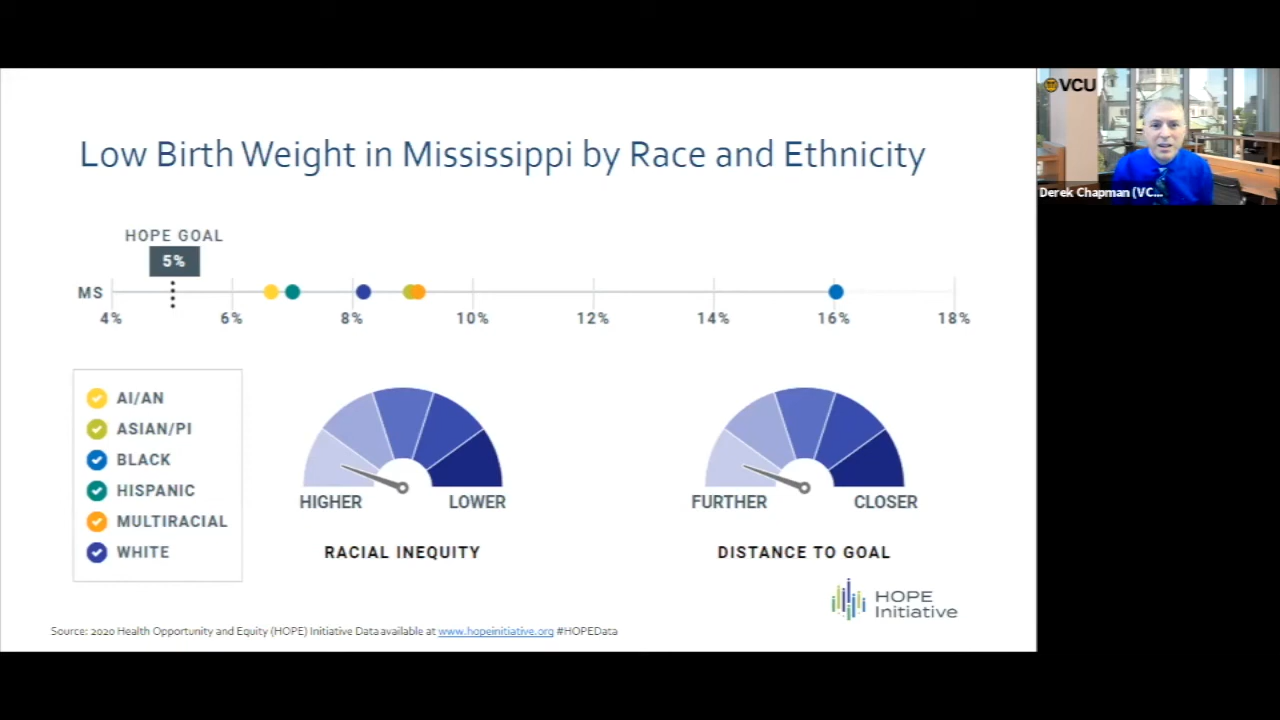 Low Birth Weight in Mississippi by Race and Ethnicity
VCU
Derek Chapman (VC...
HOPE GOAL
5%
MS
4% 6% 8% 10% 12% 14% 16% 18%
AI/AN
ASIAN/PI
BLACK
HISPANIC
MULTIRACIAL
WHITE
HIGHER LOWER
RACIAL INEQUITY
FURTHER CLOSER
DISTANCE TO GOAL
HOPE
Initiative
Source: 2020 Health Opportunity and Equity (HOPE) Initiative Data available at www.hopeinitiative.org #HOPEData